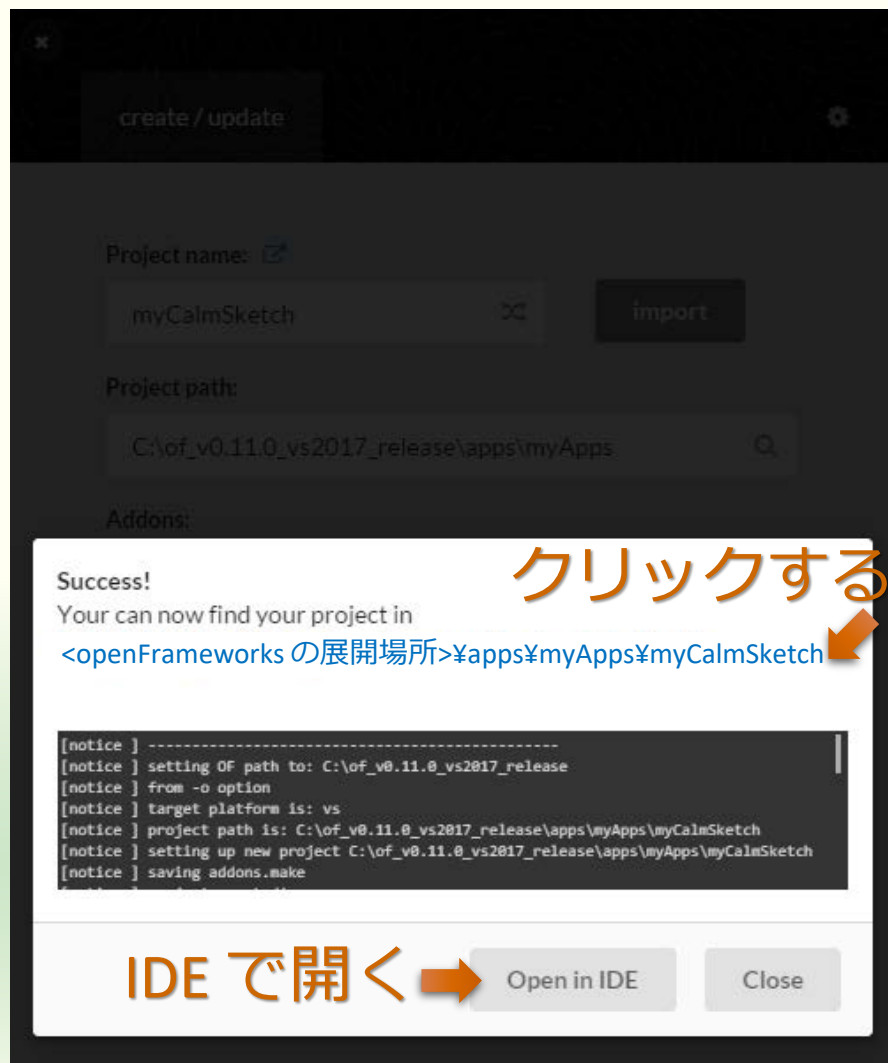 create / update
Project name:
myCalmSketch
import
Project path:
C:\of_v0.11.0_vs2017_release\apps\myApps
Addons:
クリックする
Success!
Your can now find your project in
<openFrameworks の展開場所>¥apps¥myApps¥myCalmSketch
[notice ] -----------------------------------------------
[notice ] setting OF path to: C:\of_v0.11.0_vs2017_release
[notice ] from -o option
[notice ] target platform is: vs
[notice ] project path is: C:\of_v0.11.0_vs2017_release\apps\myApps\myCalmSketch
[notice ] setting up new project C:\of_v0.11.0_vs2017_release\apps\myApps\myCalmSketch
[notice ] saving addons.make
IDE で開く
Open in IDE
Close